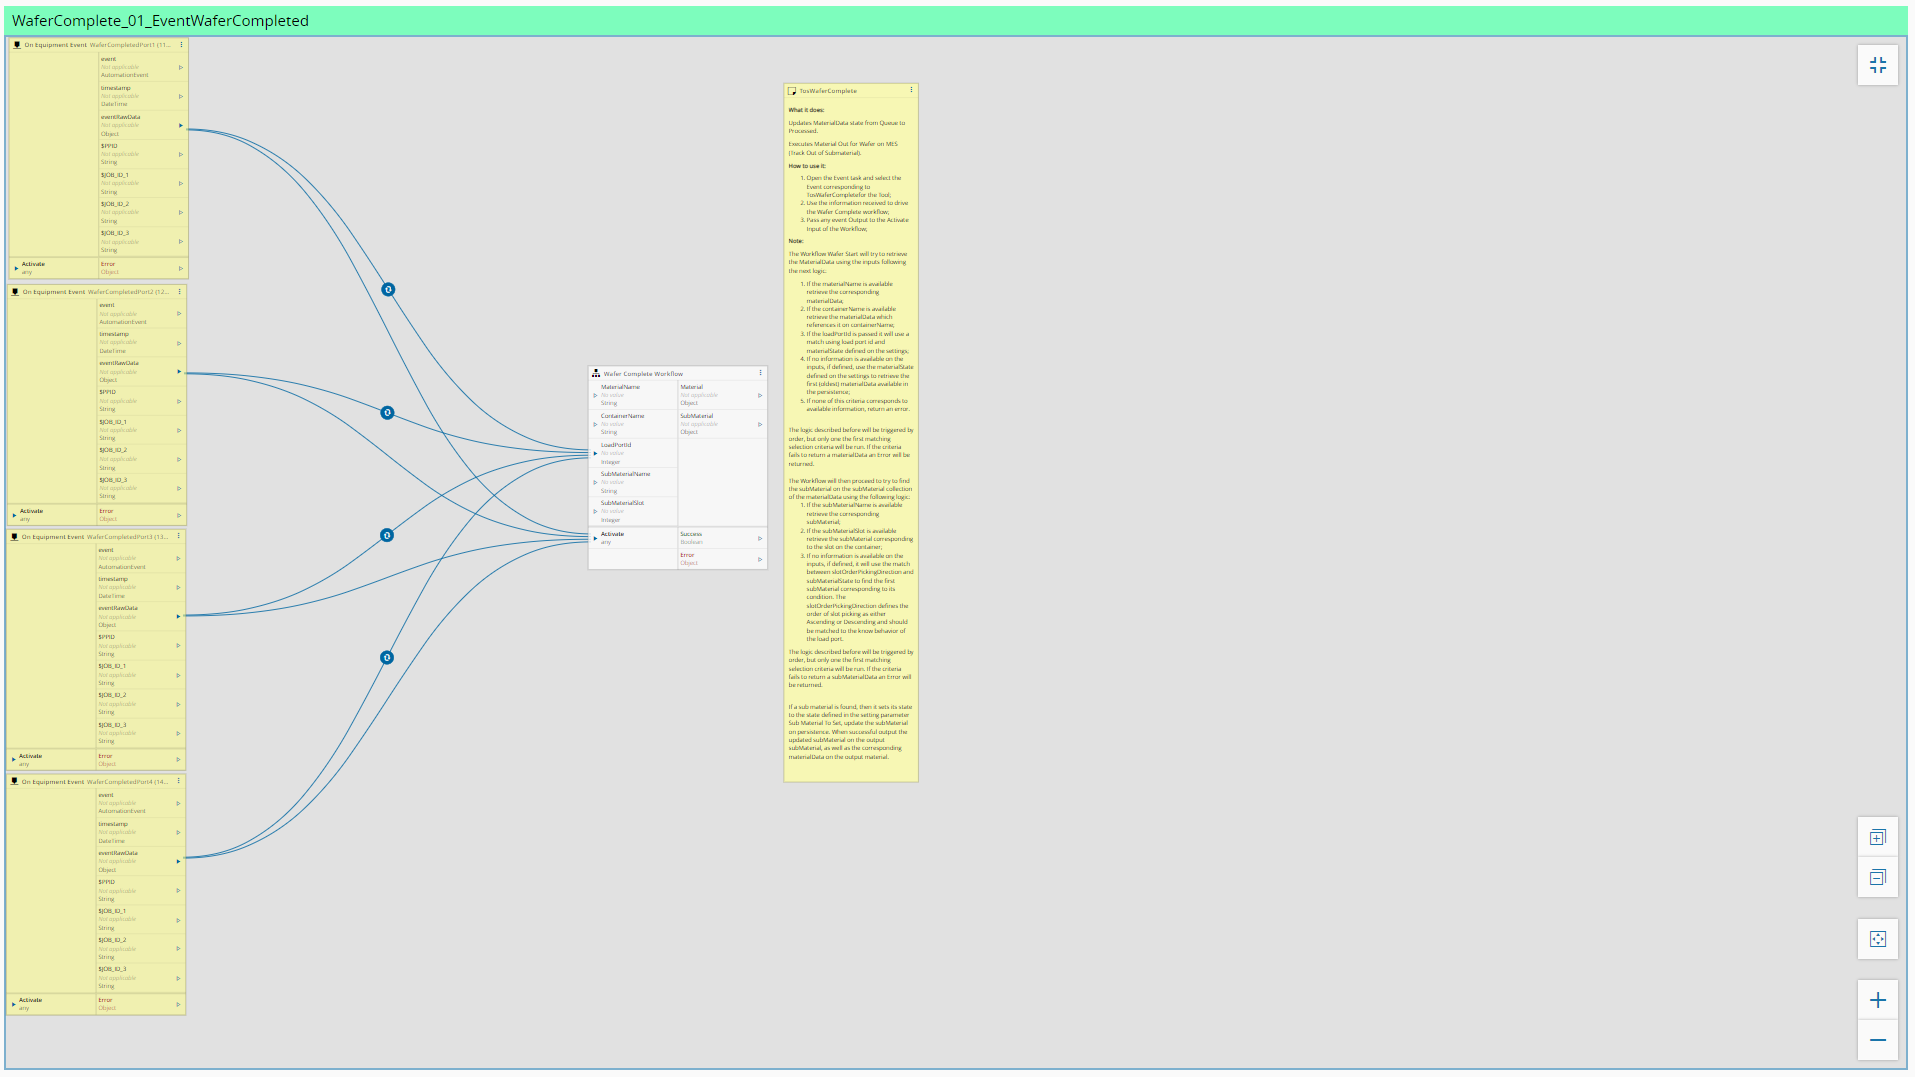 WaferComplete_01_EventWaferCompleted
On Equipment Event WaferCompletedPort1 (11...
event
Not applicable
AutomationEvent
timestamp
Not applicable
DateTime
eventRawData
Not applicable
Object
$PPID
Not applicable
String
$JOB_ID_1
Not applicable
String
$JOB_ID_2
Not applicable
String
$JOB_ID_3
Not applicable
String
Activate
any
Error
Object
On Equipment Event WaferCompletedPort2 (12...
event
Not applicable
AutomationEvent
timestamp
Not applicable
DateTime
eventRawData
Not applicable
Object
$PPID
Not applicable
String
$JOB_ID_1
Not applicable
String
$JOB_ID_2
Not applicable
String
$JOB_ID_3
Not applicable
String
Activate
any
Error
Object
On Equipment Event WaferCompletedPort3 (13...
event
Not applicable
AutomationEvent
timestamp
Not applicable
DateTime
eventRawData
Not applicable
Object
$PPID
Not applicable
String
$JOB_ID_1
Not applicable
String
$JOB_ID_2
Not applicable
String
$JOB_ID_3
Not applicable
String
Activate
any
Error
Object
On Equipment Event WaferCompletedPort4 (14...
event
Not applicable
AutomationEvent
timestamp
Not applicable
DateTime
eventRawData
Not applicable
Object
$PPID
Not applicable
String
$JOB_ID_1
Not applicable
String
$JOB_ID_2
Not applicable
String
$JOB_ID_3
Not applicable
String
Activate
any
Error
Object
Wafer Complete Workflow
MaterialName
No value
String
ContainerName
No value
String
LoadPortId
No value
Integer
SubMaterialName
No value
String
SubMaterialSlot
No value
Integer
Activate
any
Material
Not applicable
Object
SubMaterial
Not applicable
Object
Success
Boolean
Error
Object
TosWaferComplete
What it does:
Updates MaterialData state from Queue to
Processed.
Executes Material Out for Wafer on MES
(Track Out of Submaterial).
How to use it:
1. Open the Event task and select the
Event corresponding to
TosWaferCompletefor the Tool;
2. Use the information received to drive
the Wafer Complete workflow;
3. Pass any event Output to the Activate
Input of the Workflow;
Note:
The Workflow Wafer Start will try to retrieve
the MaterialData using the inputs following
the next logic:
1. If the materialName is available
retrieve the corresponding
materialData;
2. If the containerName is available
retrieve the materialData which
references it on containerName;
3. If the loadPortId is passed it will use a
match using load port id and
materialState defined on the settings;
4. If no information is available on the
inputs, if defined, use the materialState
defined on the settings to retrieve the
first (oldest) materialData available in
the persistence;
5. If none of this criteria corresponds to
available information, return an error.
The logic described before will be triggered by
order, but only one the first matching
selection criteria will be run. If the criteria
fails to return a materialData an Error will be
returned.
The Workflow will then proceed to try to find
the subMaterial on the subMaterial collection
of the materialData using the following logic:
1. If the subMaterialName is available
retrieve the corresponding
subMaterial;
2. If the subMaterialSlot is available
retrieve the subMaterial corresponding
to the slot on the container;
3. If no information is available on the
inputs, if defined, it will use the match
between slotOrderPickingDirection and
subMaterialState to find the first
subMaterial corresponding to its
condition. The
slotOrderPickingDirection defines the
order of slot picking as either
Ascending or Descending and should
be matched to the know behavior of
the load port.
The logic described before will be triggered by
order, but only one the first matching
selection criteria will be run. If the criteria
fails to return a subMaterialData an Error will
be returned.
If a sub material is found, then it sets its state
to the state defined in the setting parameter
Sub Material To Set, update the subMaterial
on persistence. When successful output the
updated subMaterial on the output
subMaterial, as well as the corresponding
materialData on the output material.